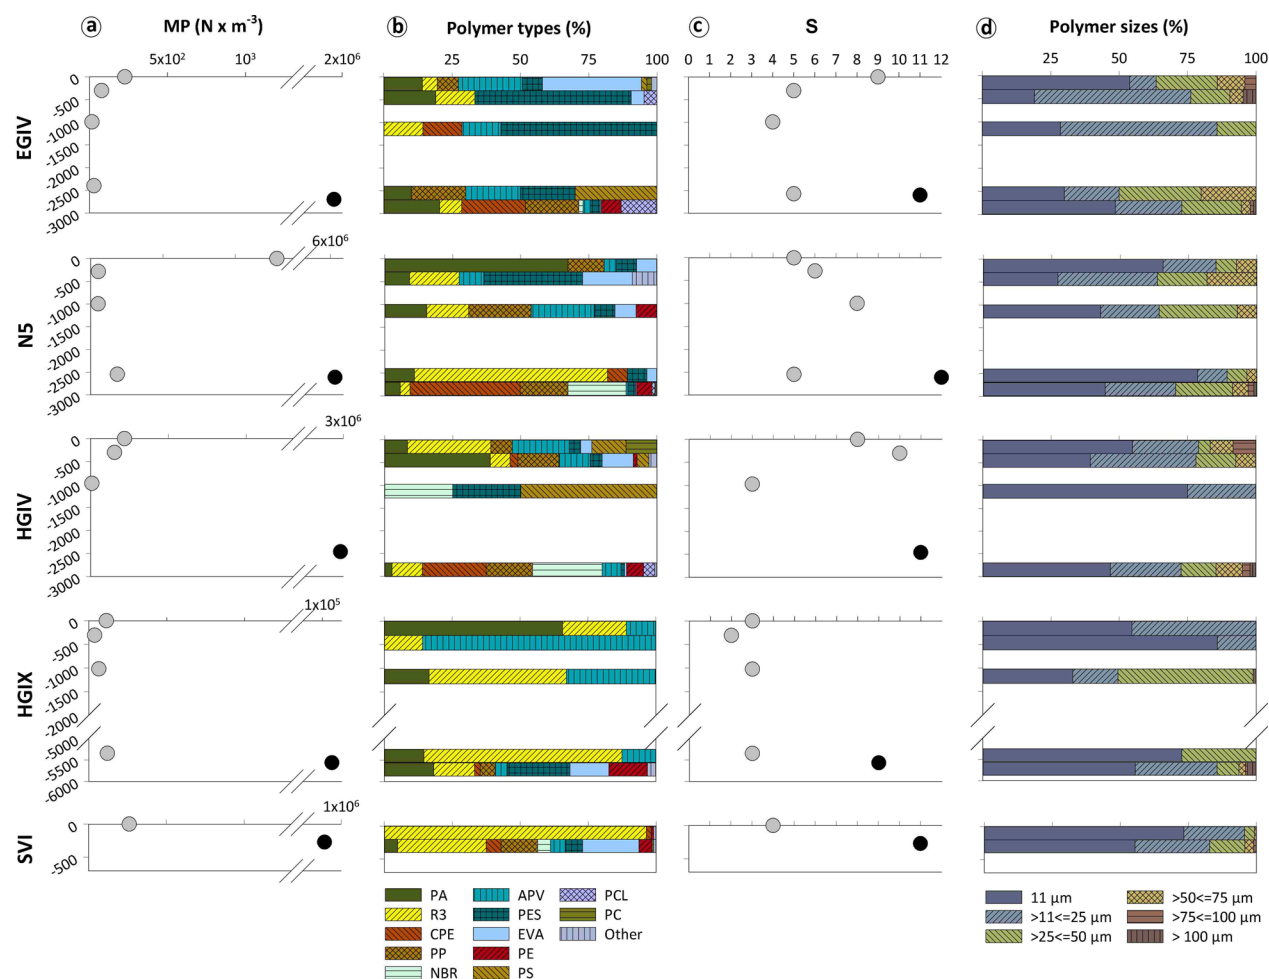 a MP (N x m⁻³) b Polymer types (%) c S d Polymer sizes (%)
5x10² 10³ 2x10⁶ 25 50 75 100 0 1 2 3 4 5 6 7 8 9 10 11 12 25 50 75 100
EGIV
0
-500
-1000
-1500
-2000
-2500
-3000
6x10⁶
N5
0
-500
-1000
-1500
-2000
-2500
-3000
3x10⁶
HGIV
0
-500
-1000
-1500
-2000
-2500
-3000
1x10⁵
HGIX
0
-500
-1000
-1500
-2000
-5000
-5500
-6000
1x10⁶
SVI
0
-500
PA APV PCL 11 µm >50<=75 µm
R3 PES PC >11<=25 µm >75<=100 µm
CPE EVA Other >25<=50 µm > 100 µm
PP PE
NBR PS